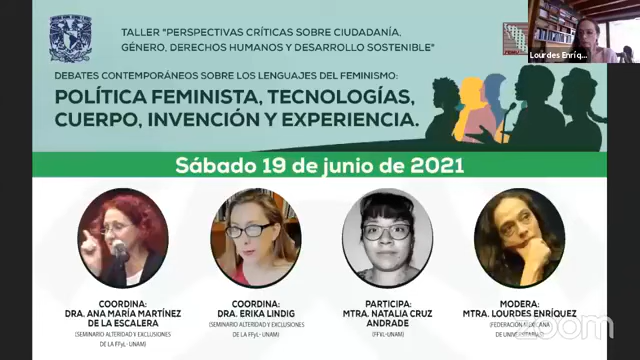 TALLER "PERSPECTIVAS CRÍTICAS SOBRE CIUDADANÍA,
GÉNERO, DERECHOS HUMANOS Y DESARROLLO SOSTENIBLE"
Lourdes Enríq...
DEBATES CONTEMPORÁNEOS SOBRE LOS LENGUAJES DEL FEMINISMO:
POLÍTICA FEMINISTA, TECNOLOGÍAS,
CUERPO, INVENCIÓN Y EXPERIENCIA.
Sábado 19 de junio de 2021
COORDINA:
DRA. ANA MARÍA MARTÍNEZ
DE LA ESCALERA
(SEMINARIO ALTERIDAD Y EXCLUSIONES
DE LA FFyL- UNAM)
COORDINA:
DRA. ERIKA LINDIG
(SEMINARIO ALTERIDAD Y EXCLUSIONES
DE LA FFyL- UNAM)
PARTICIPA:
MTRA. NATALIA CRUZ
ANDRADE
(FFYL-UNAM)
MODERA:
MTRA. LOURDES ENRÍQUEZ
(FEDERACIÓN MEXICANA
DE UNIVERSITARIAS)
zoom